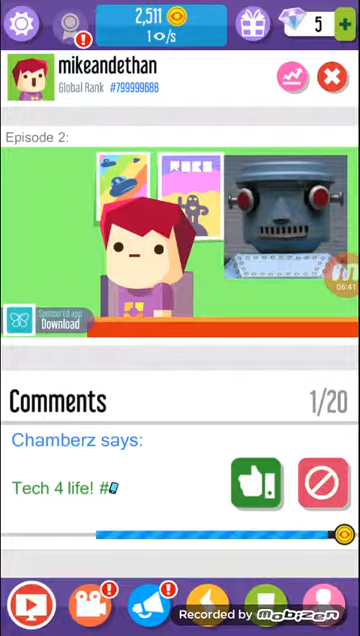 2,511
5
1 /s
mikeandethan
Global Rank #799999688
Episode 2:
06:41
Sponsored app
Download
Comments 1/20
Chamberz says:
Tech 4 life! #
Recorded by Mobizen